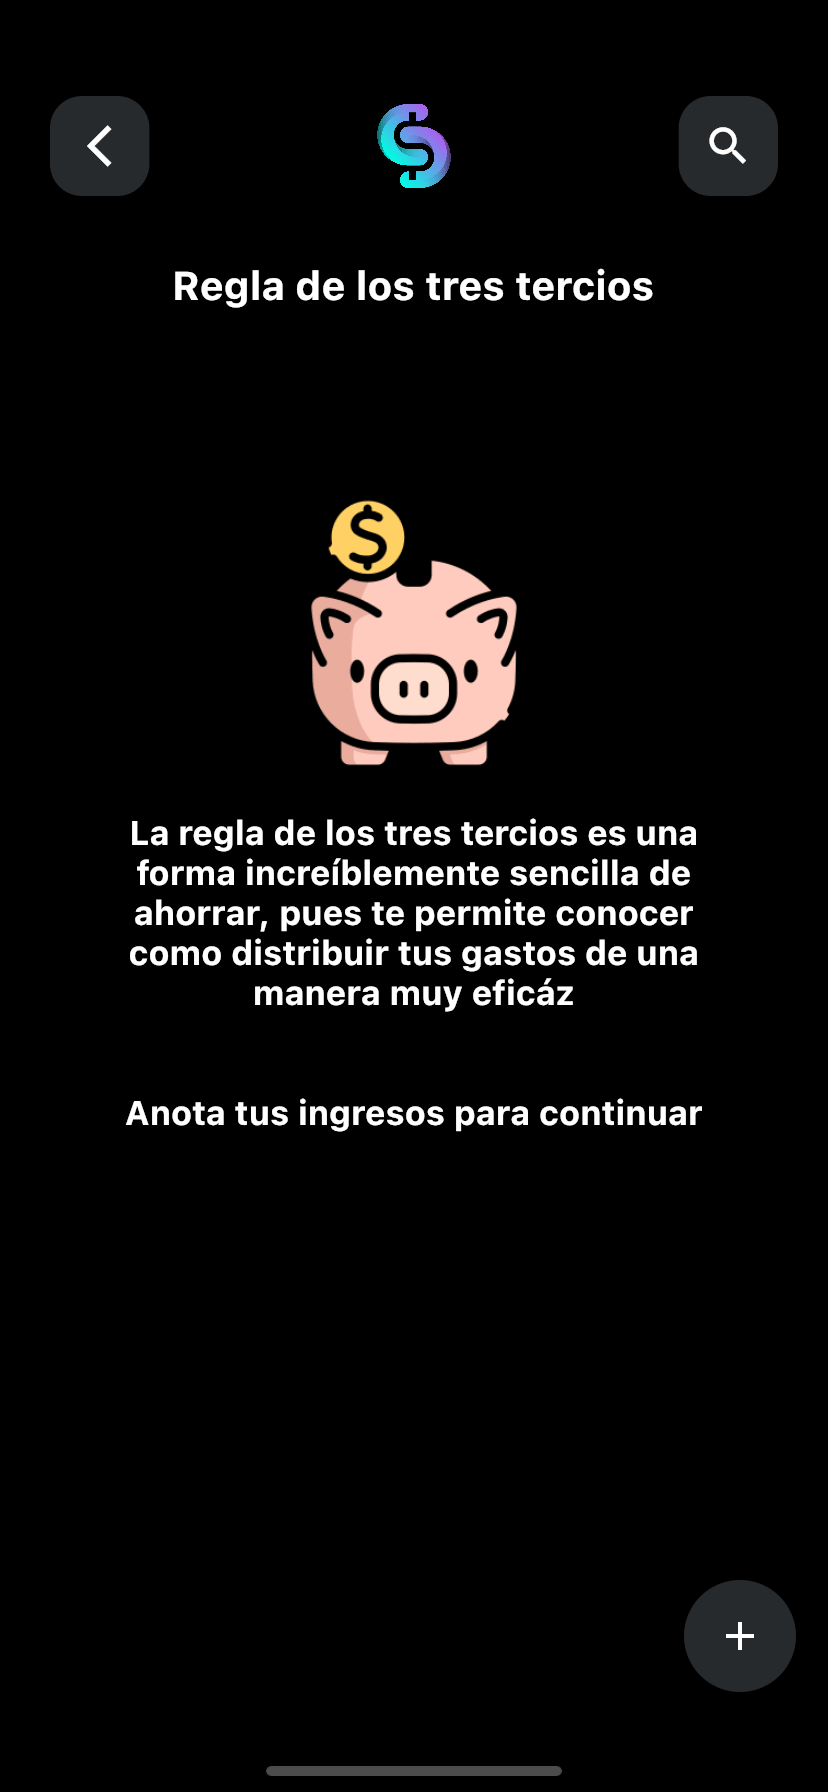 Regla de los tres tercios
La regla de los tres tercios es una
forma increíblemente sencilla de
ahorrar, pues te permite conocer
como distribuir tus gastos de una
manera muy eficáz
Anota tus ingresos para continuar